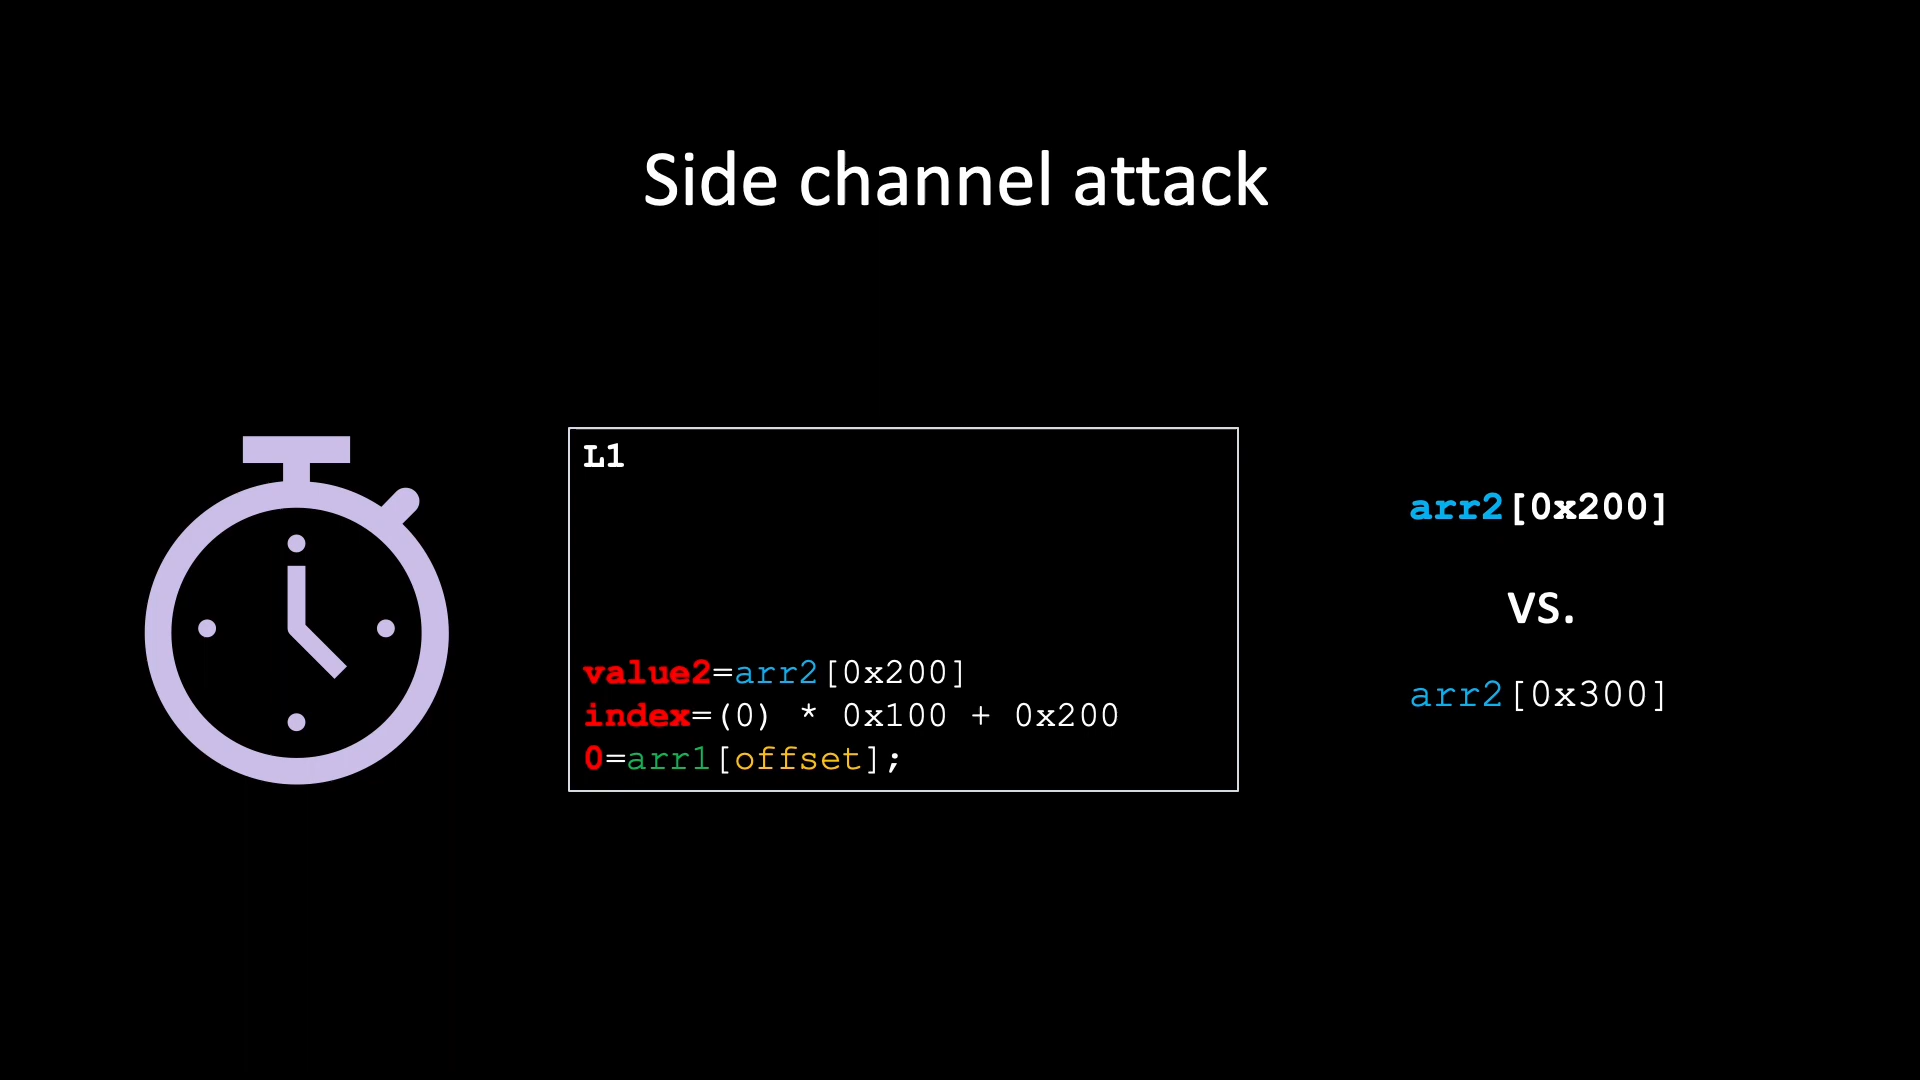 Side channel attack
L1
value2=arr2[0x200]
index=(0) * 0x100 + 0x200
0=arr1[offset];
arr2[0x200]
vs.
arr2[0x300]